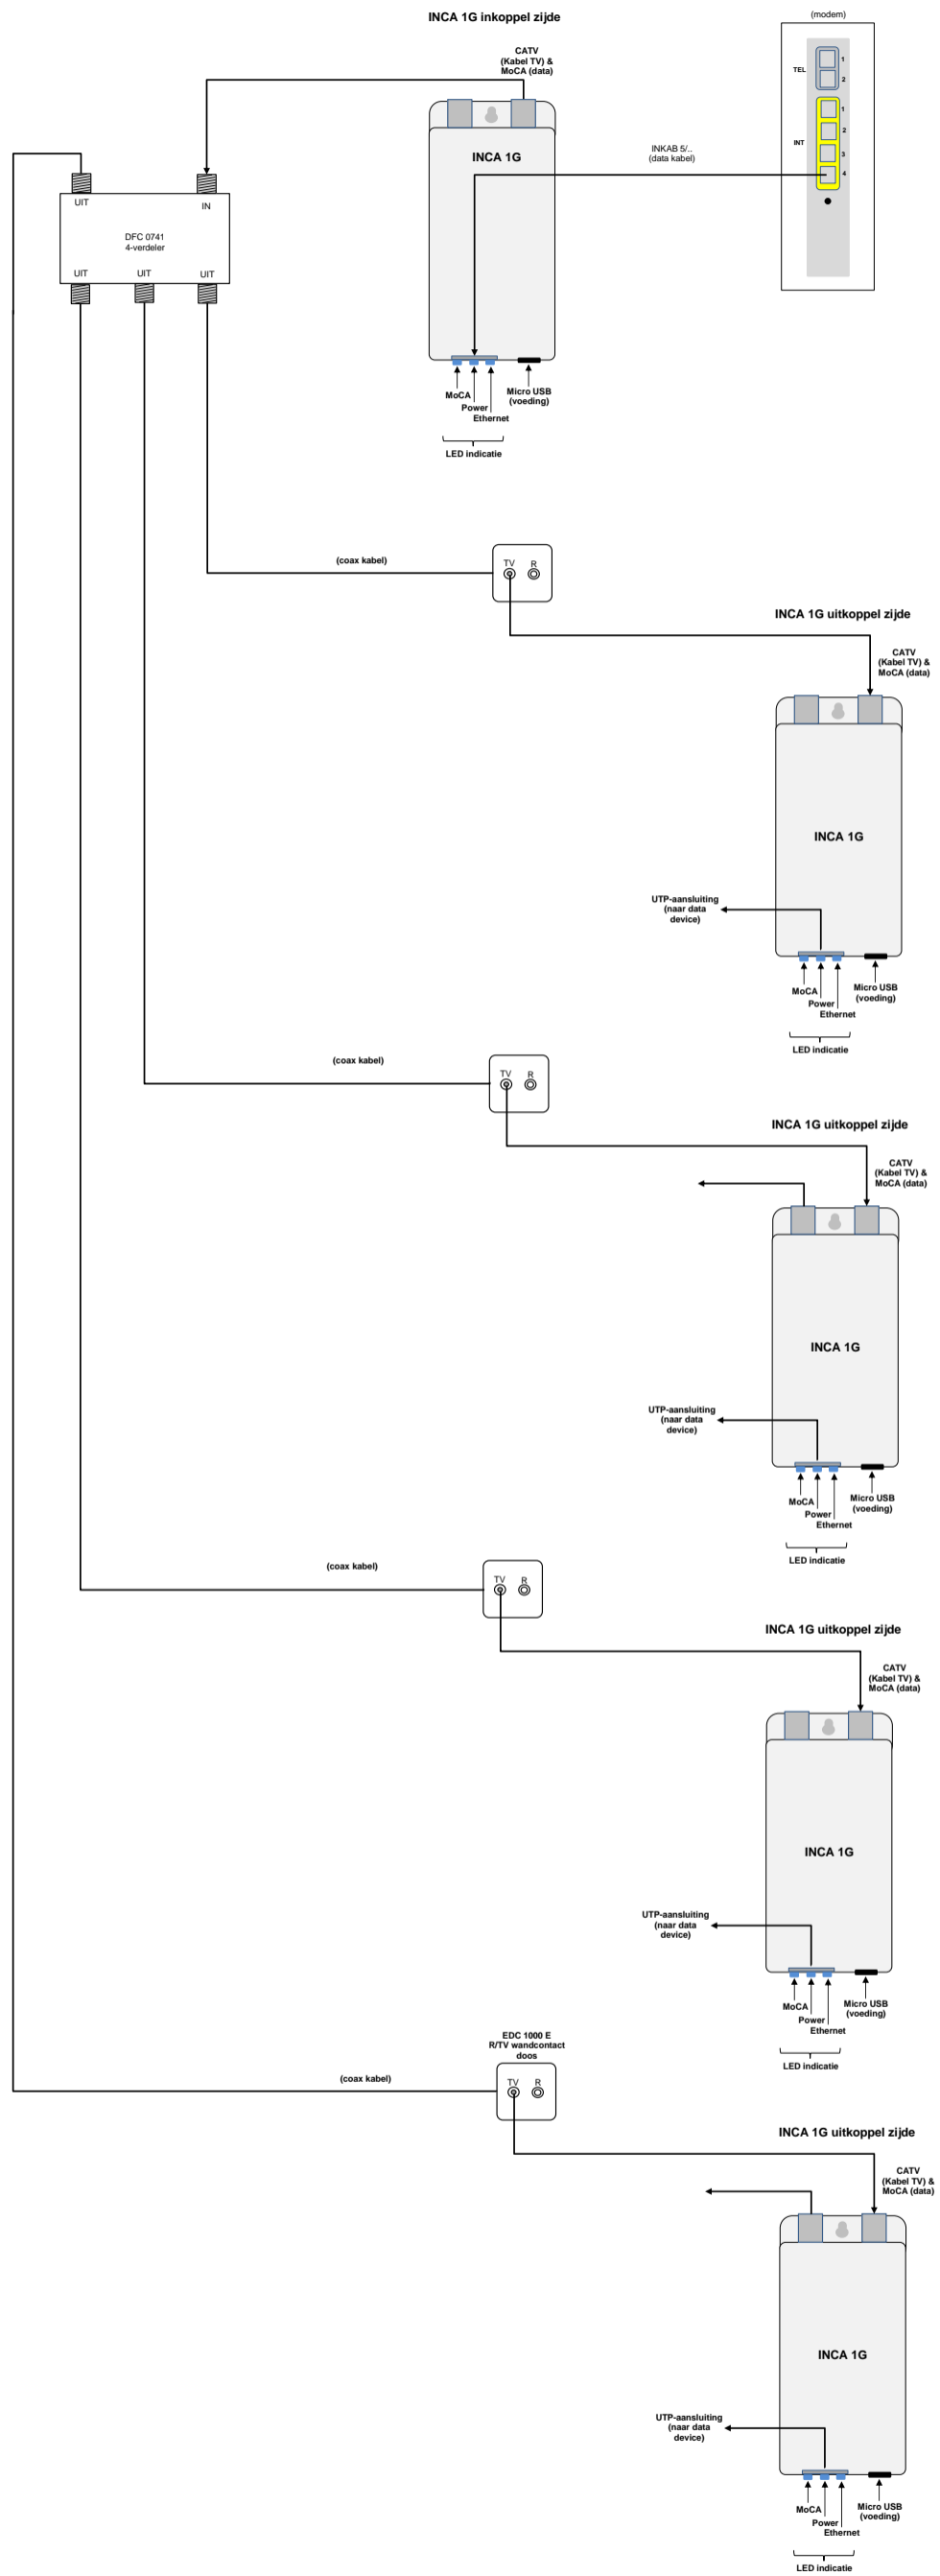 INCA 1G inkoppel zijde
(modem)
CATV
(Kabel TV) &
MoCA (data)
TEL
1
2
INT
1
2
3
4
INKAB 5/..
(data kabel)
INCA 1G
UIT
IN
DFC 0741
4-verdeler
UIT
UIT
UIT
MoCA
Power
Ethernet
Micro USB
(voeding)
LED indicatie
(coax kabel)
TV
R
INCA 1G uitkoppel zijde
CATV
(Kabel TV) &
MoCA (data)
INCA 1G
UTP-aansluiting
(naar data
device)
MoCA
Power
Ethernet
Micro USB
(voeding)
LED indicatie
(coax kabel)
TV
R
INCA 1G uitkoppel zijde
CATV
(Kabel TV) &
MoCA (data)
INCA 1G
UTP-aansluiting
(naar data
device)
MoCA
Power
Ethernet
Micro USB
(voeding)
LED indicatie
(coax kabel)
TV
R
INCA 1G uitkoppel zijde
CATV
(Kabel TV) &
MoCA (data)
INCA 1G
UTP-aansluiting
(naar data
device)
MoCA
Power
Ethernet
Micro USB
(voeding)
LED indicatie
EDC 1000 E
R/TV wandcontact
doos
(coax kabel)
TV
R
INCA 1G uitkoppel zijde
CATV
(Kabel TV) &
MoCA (data)
INCA 1G
UTP-aansluiting
(naar data
device)
MoCA
Power
Ethernet
Micro USB
(voeding)
LED indicatie